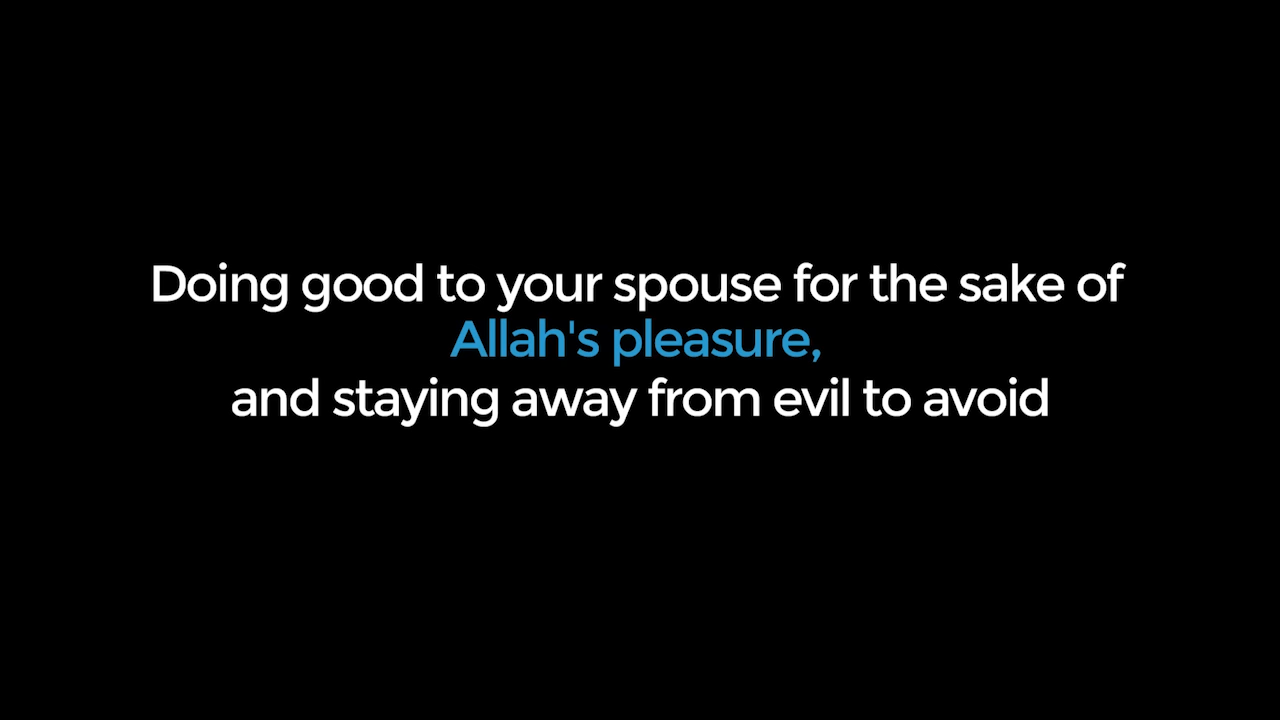 Doing good to your spouse for the sake of
Allah's pleasure,
and staying away from evil to avoid